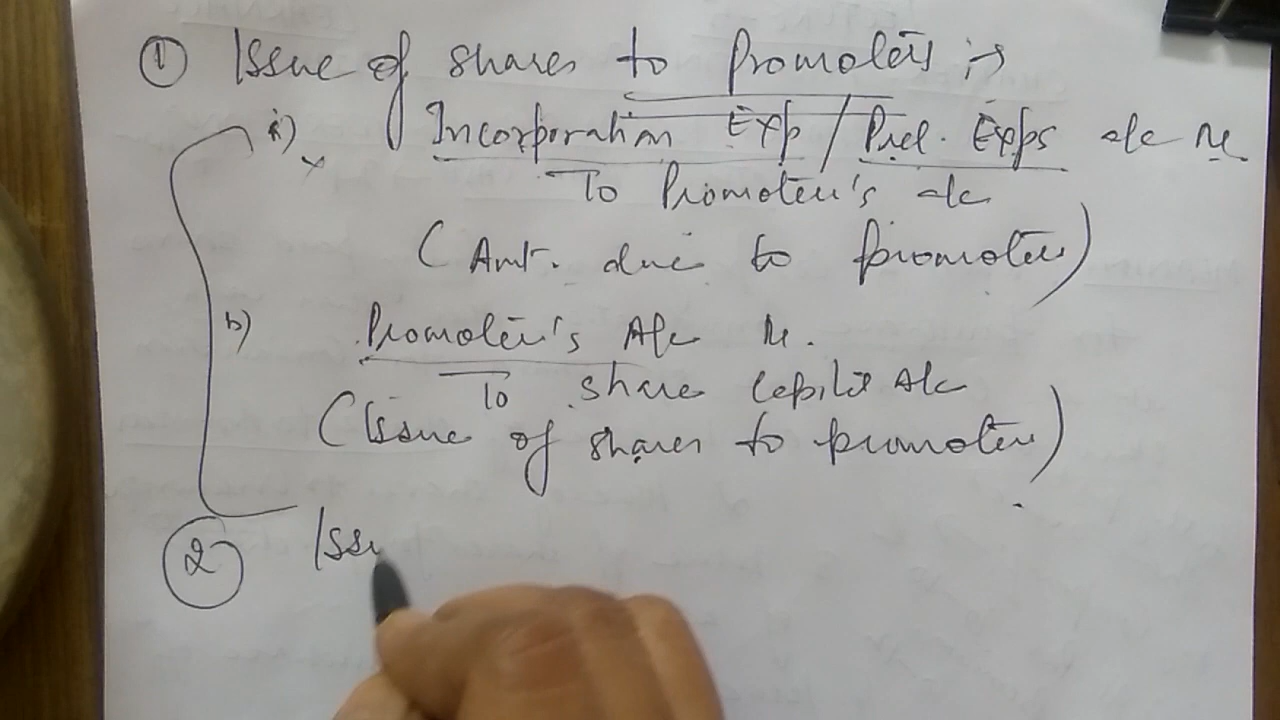 ① Issue of shares to Promoters :→
a) Incorporation Exp / Prel. Exps a/c Dr.
To Promoter's a/c
(Amt. due to promoter)
b) Promoter's A/c Dr.
To share capital A/c
(Issue of shares to promoter)
② Issu